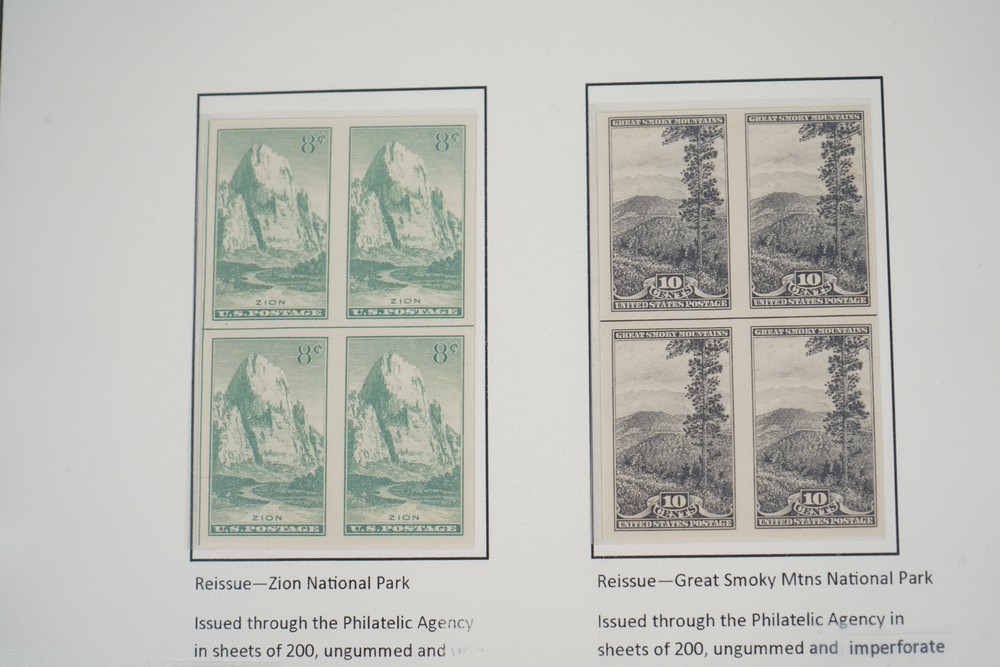 8¢ 8¢
ZION ZION
U.S. POSTAGE U.S. POSTAGE
8¢ 8¢
ZION ZION
U.S. POSTAGE U.S. POSTAGE
Reissue—Zion National Park
Issued through the Philatelic Agency
in sheets of 200, ungummed and
GREAT SMOKY MOUNTAINS GREAT SMOKY MOUNTAINS
10 10
CENTS CENTS
UNITED STATES POSTAGE UNITED STATES POSTAGE
GREAT SMOKY MOUNTAINS GREAT SMOKY MOUNTAINS
10 10
CENTS CENTS
UNITED STATES POSTAGE UNITED STATES POSTAGE
Reissue—Great Smoky Mtns National Park
Issued through the Philatelic Agency in
sheets of 200, ungummed and imperforate